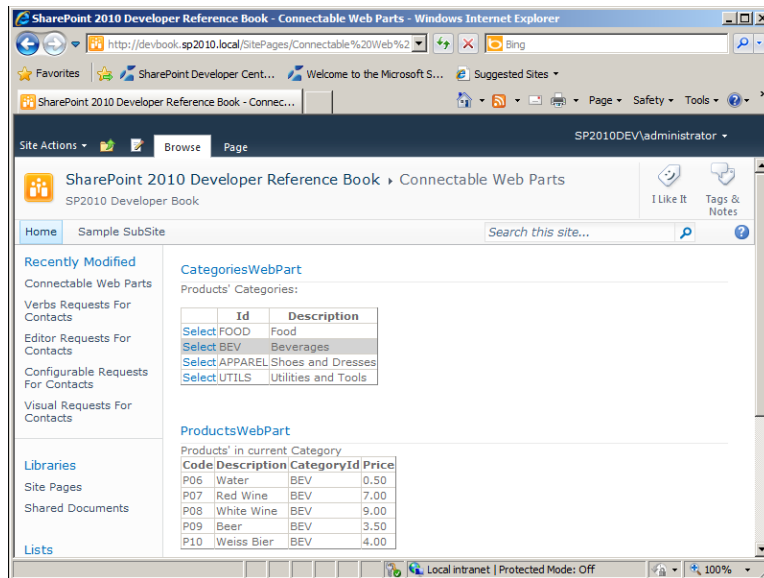 SharePoint 2010 Developer Reference Book - Connectable Web Parts - Windows Internet Explorer
http://devbook.sp2010.local/SitePages/Connectable%20Web%2
Bing
Favorites SharePoint Developer Cent... Welcome to the Microsoft S... Suggested Sites
SharePoint 2010 Developer Reference Book - Connec... Page Safety Tools
SP2010DEV\administrator
Site Actions Browse Page
SharePoint 2010 Developer Reference Book Connectable Web Parts
SP2010 Developer Book
I Like It Tags & Notes
Home Sample SubSite Search this site...
Recently Modified
Connectable Web Parts
Verbs Requests For
Contacts
Editor Requests For
Contacts
Configurable Requests
For Contacts
Visual Requests For
Contacts
Libraries
Site Pages
Shared Documents
Lists
CategoriesWebPart
Products' Categories:
Id Description
Select FOOD Food
Select BEV Beverages
Select APPAREL Shoes and Dresses
Select UTILS Utilities and Tools
ProductsWebPart
Products' in current Category
Code Description CategoryId Price
P06 Water BEV 0.50
P07 Red Wine BEV 7.00
P08 White Wine BEV 9.00
P09 Beer BEV 3.50
P10 Weiss Bier BEV 4.00
Local intranet | Protected Mode: Off 100%